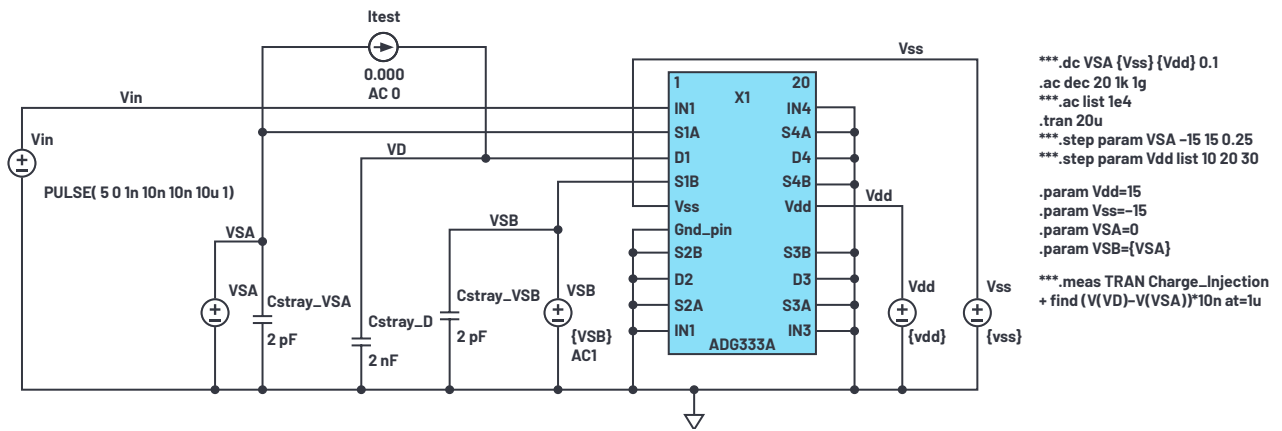 Itest
0.000
AC 0
Vin
Vin
PULSE( 5 0 1n 10n 10n 10u 1)
VD
VSA
VSA
Cstray_VSA
2 pF
Cstray_D
2 nF
VSB
Cstray_VSB
2 pF
VSB
{VSB}
AC1
Vss
1
20
X1
IN1
S1A
D1
S1B
Vss
Gnd_pin
S2B
D2
S2A
IN1
IN4
S4A
D4
S4B
Vdd
S3B
D3
S3A
IN3
ADG333A
Vdd
Vdd
{vdd}
Vss
{vss}
***.dc VSA {Vss} {Vdd} 0.1
.ac dec 20 1k 1g
***.ac list 1e4
.tran 20u
***.step param VSA –15 15 0.25
***.step param Vdd list 10 20 30
.param Vdd=15
.param Vss=–15
.param VSA=0
.param VSB={VSA}
***.meas TRAN Charge_Injection
+ find (V(VD)–V(VSA))*10n at=1u